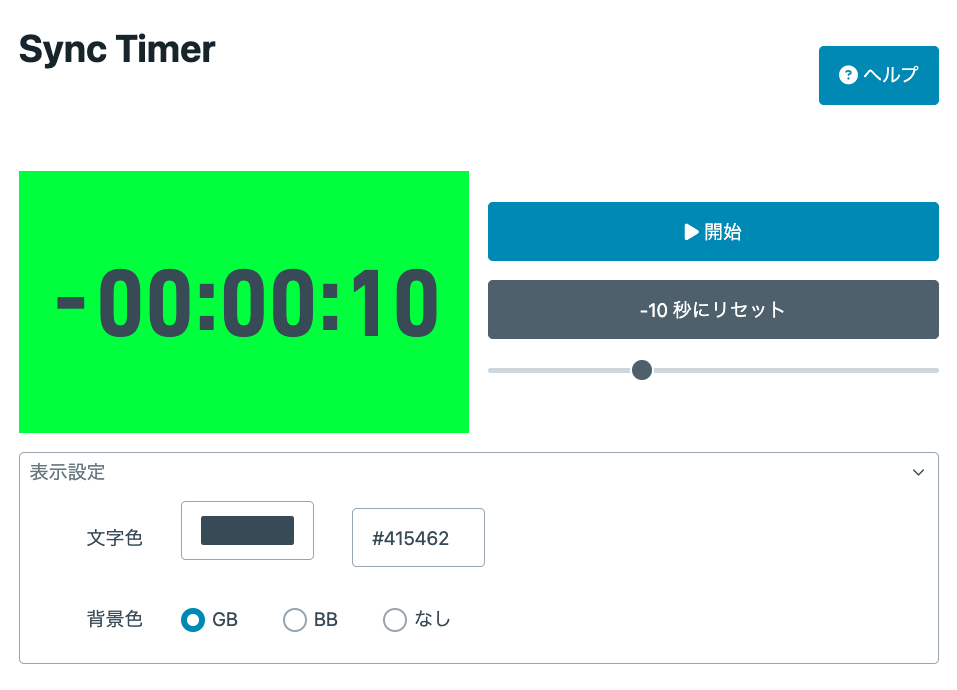 Sync Timer
ヘルプ
-00:00:10
開始
-10 秒にリセット
表示設定
文字色
#415462
背景色
GB
BB
なし